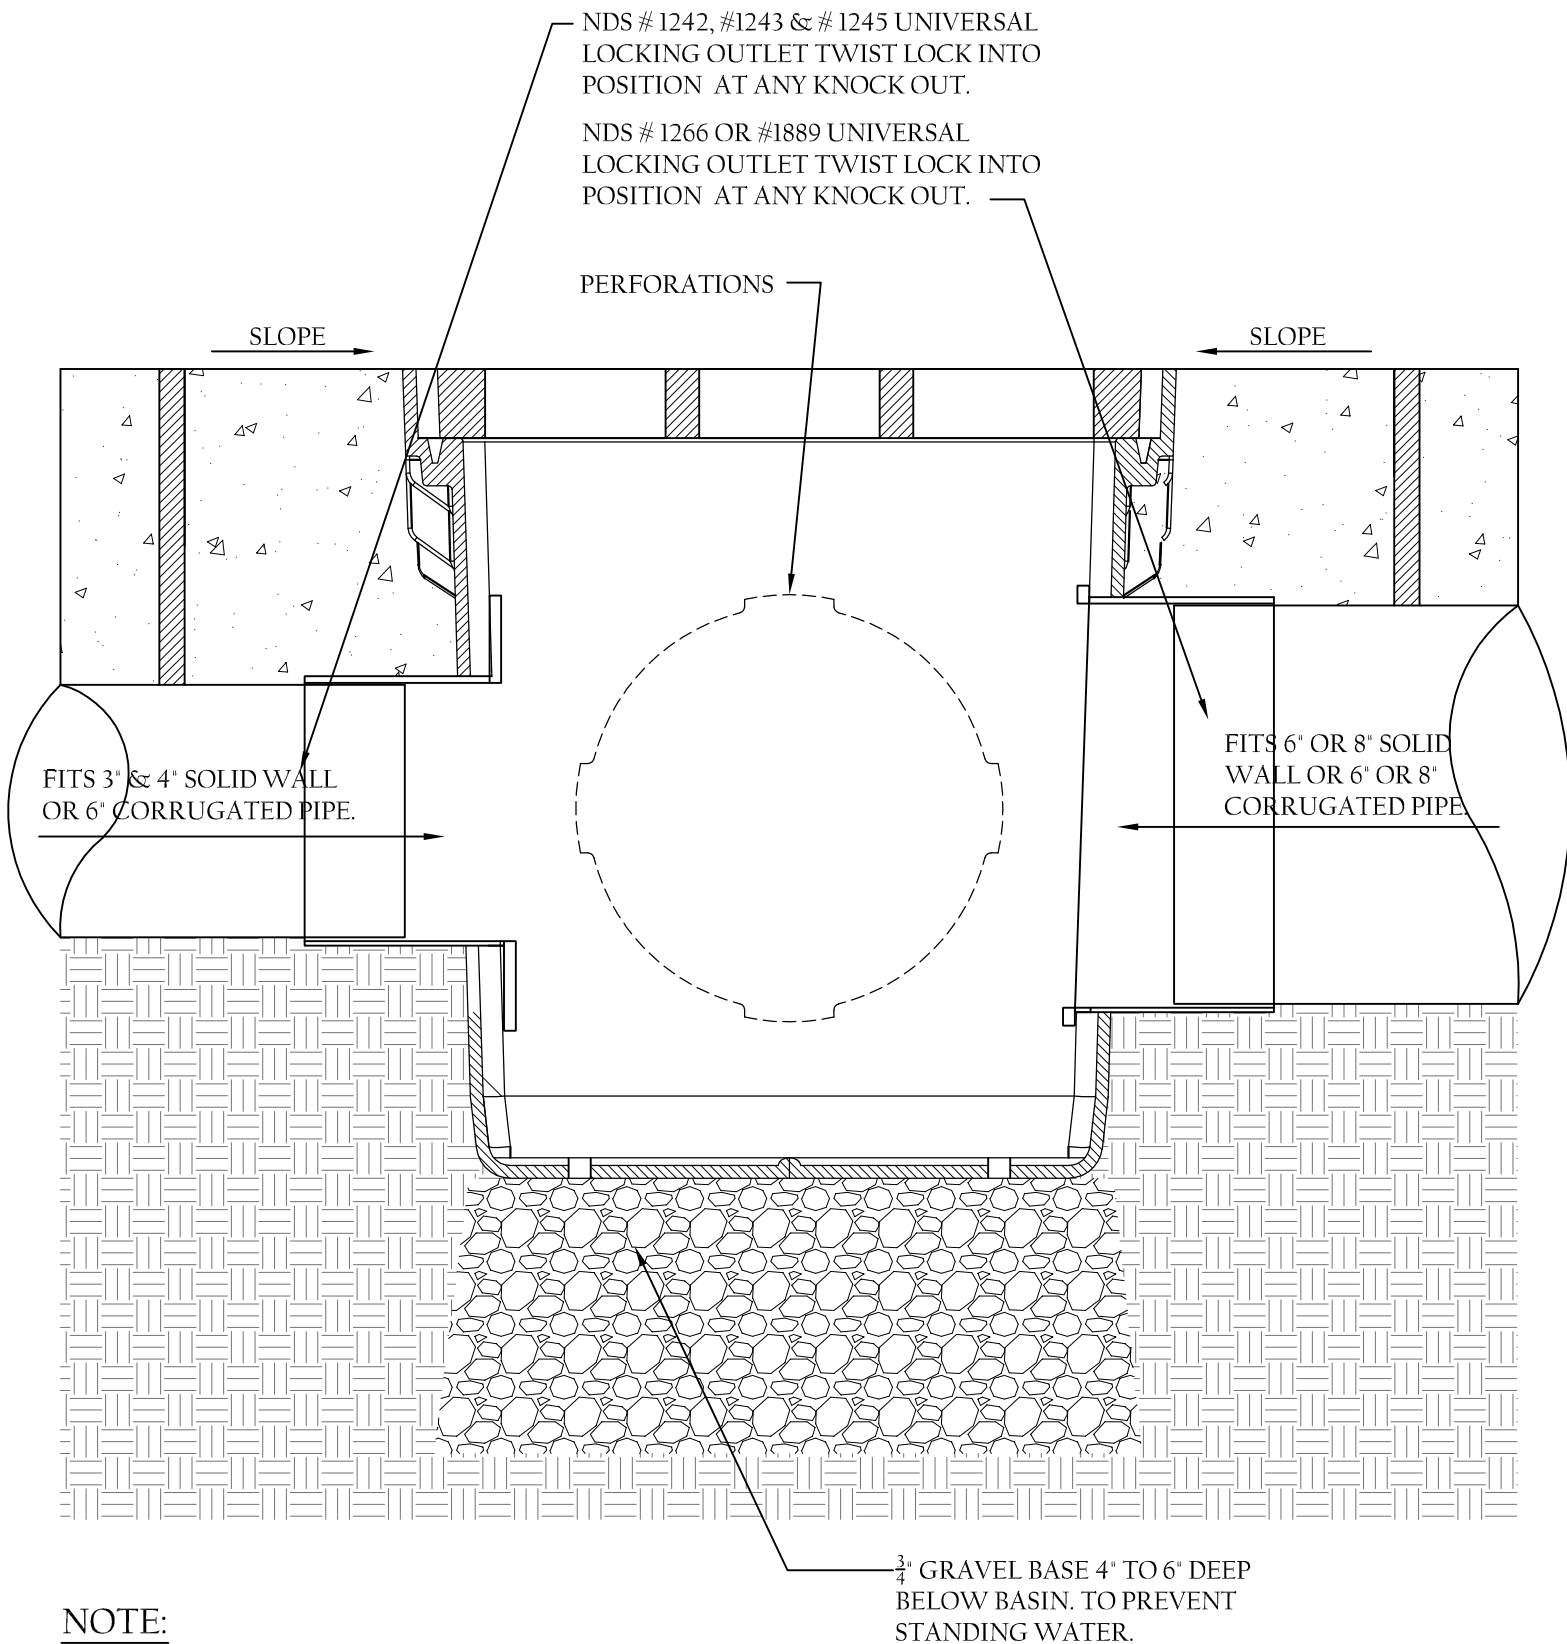 NDS # 1242, #1243 & # 1245 UNIVERSAL
LOCKING OUTLET TWIST LOCK INTO
POSITION AT ANY KNOCK OUT.
NDS # 1266 OR #1889 UNIVERSAL
LOCKING OUTLET TWIST LOCK INTO
POSITION AT ANY KNOCK OUT.
PERFORATIONS
SLOPE
SLOPE
FITS 3" & 4" SOLID WALL
OR 6" CORRUGATED PIPE.
FITS 6" OR 8" SOLID
WALL OR 6" OR 8"
CORRUGATED PIPE.
3/4" GRAVEL BASE 4" TO 6" DEEP
BELOW BASIN. TO PREVENT
STANDING WATER.
NOTE: